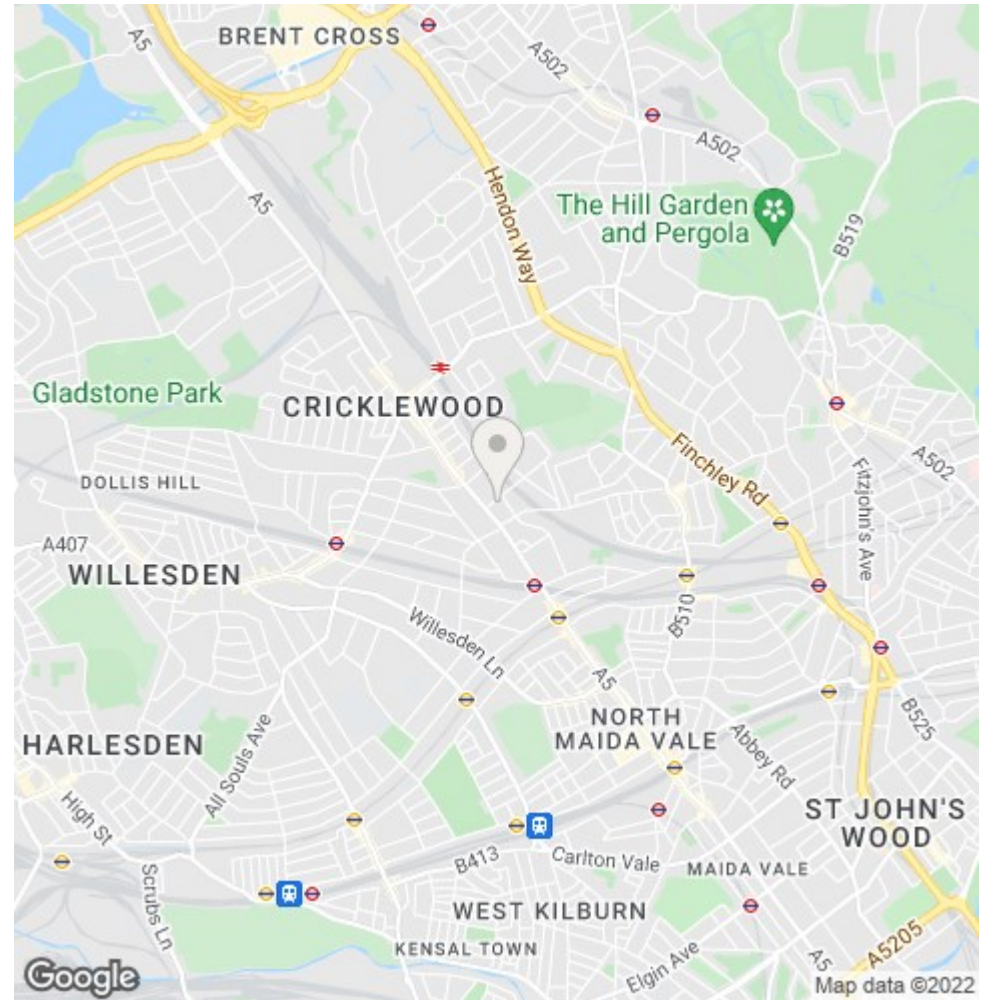 BRENT CROSS
A5
A502
A502
A5
Hendon Way
The Hill Garden
and Pergola
B519
Gladstone Park
CRICKLEWOOD
Finchley Rd
A502
Fitzjohn's Ave
DOLLIS HILL
A407
WILLESDEN
Willesden Ln
B510
A5
NORTH
MAIDA VALE
Abbey Rd
B525
HARLESDEN
All Souls Ave
High St
ST JOHN'S
WOOD
Scrubs Ln
B413
Carlton Vale
MAIDA VALE
WEST KILBURN
KENSAL TOWN
Elgin Ave
A5
A5205
Google
Map data ©2022